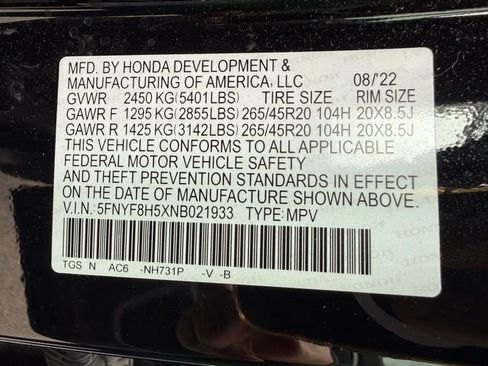 MFD. BY HONDA DEVELOPMENT &
MANUFACTURING OF AMERICA, LLC 08/'22
GVWR 2450 KG(5401LBS) TIRE SIZE RIM SIZE
GAWR F 1295 KG(2855LBS) 265/45R20 104H 20X8.5J
GAWR R 1425 KG(3142LBS) 265/45R20 104H 20X8.5J
THIS VEHICLE CONFORMS TO ALL APPLICABLE
FEDERAL MOTOR VEHICLE SAFETY
AND THEFT PREVENTION STANDARDS IN EFFECT
ON THE DATE OF MANUFACTURE SHOWN ABOVE.
V.I.N.: 5FNYF8H5XNB021933 TYPE: MPV
TGS N AC6 -NH731P -V -B